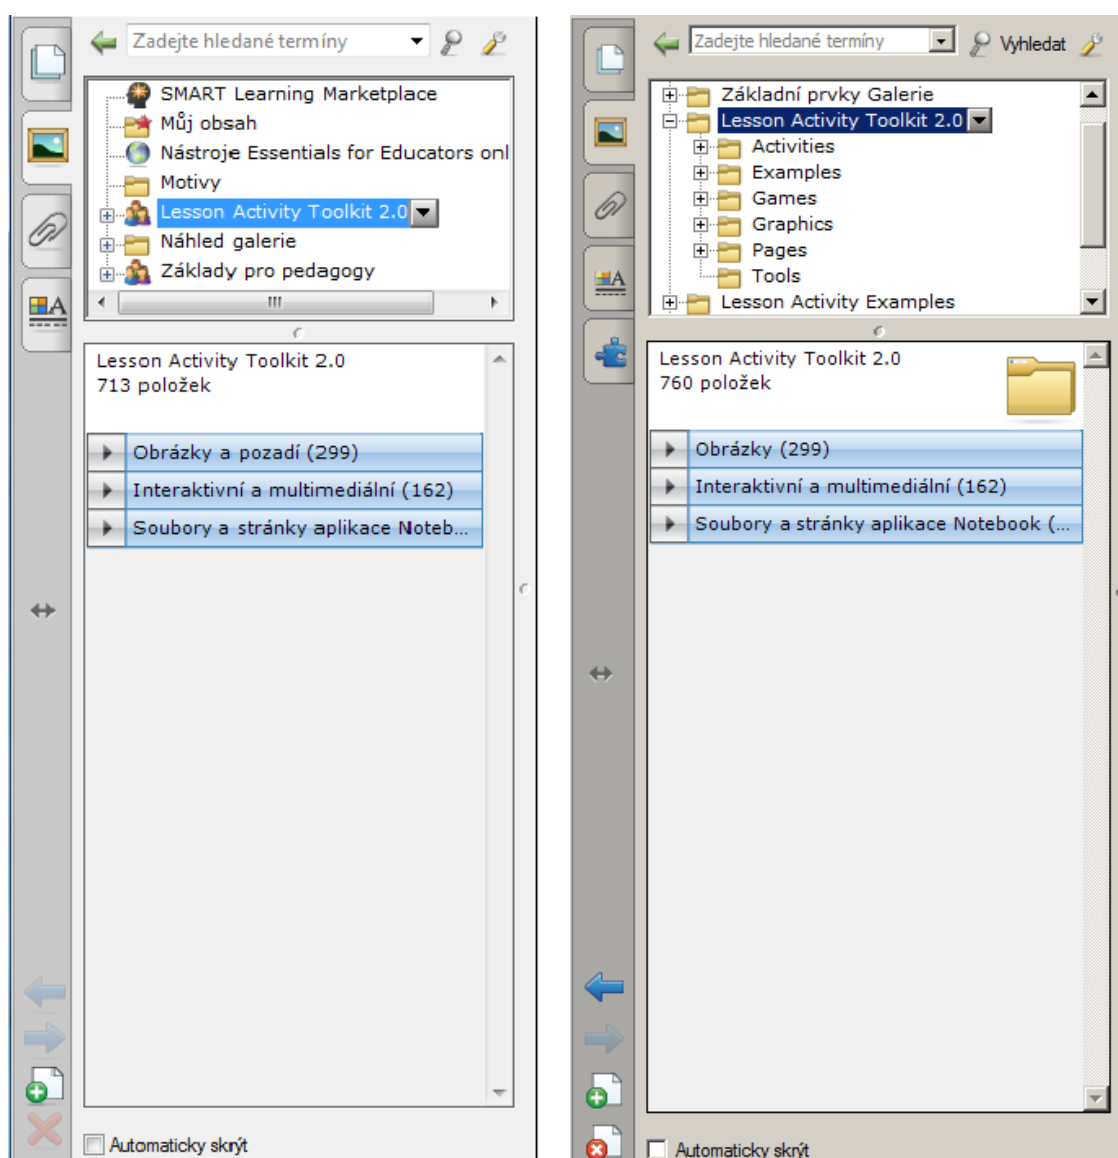 Zadejte hledané termíny
SMART Learning Marketplace
Můj obsah
Nástroje Essentials for Educators onl
Motivy
Lesson Activity Toolkit 2.0
Náhled galerie
Základy pro pedagogy
Lesson Activity Toolkit 2.0
713 položek
Obrázky a pozadí (299)
Interaktivní a multimediální (162)
Soubory a stránky aplikace Noteb...
Automaticky skrýt
Zadejte hledané termíny
Vyhledat
Základní prvky Galerie
Lesson Activity Toolkit 2.0
Activities
Examples
Games
Graphics
Pages
Tools
Lesson Activity Examples
Lesson Activity Toolkit 2.0
760 položek
Obrázky (299)
Interaktivní a multimediální (162)
Soubory a stránky aplikace Notebook (...
Automaticky skrýt